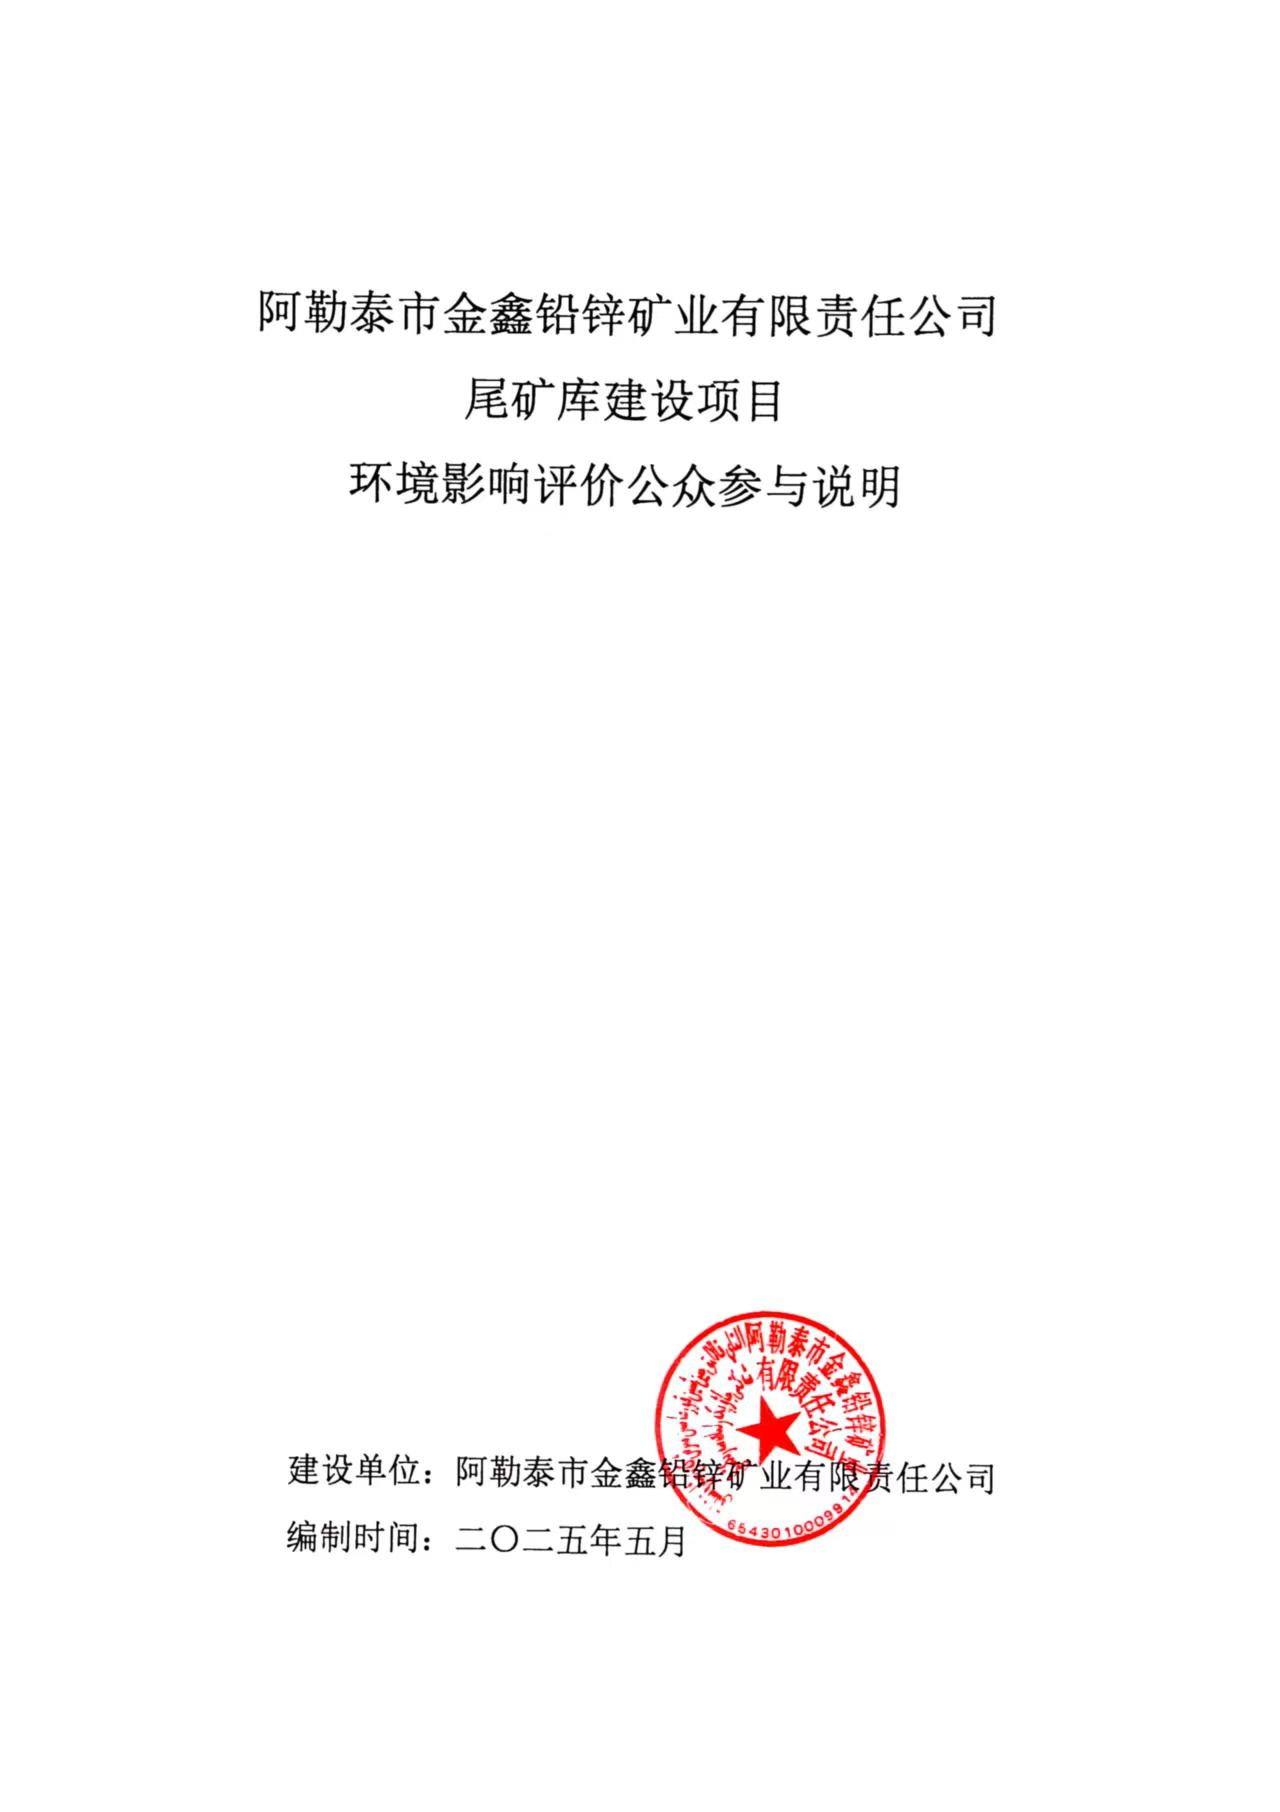 阿勒泰市金鑫铅锌矿业有限责任公司
尾矿库建设项目
环境影响评价公众参与说明
阿勒泰市金鑫铅锌矿业
有限责任公司
建设单位：阿勒泰市金鑫铅锌矿业有限责任公司
6543010009914
编制时间：二〇二五年五月